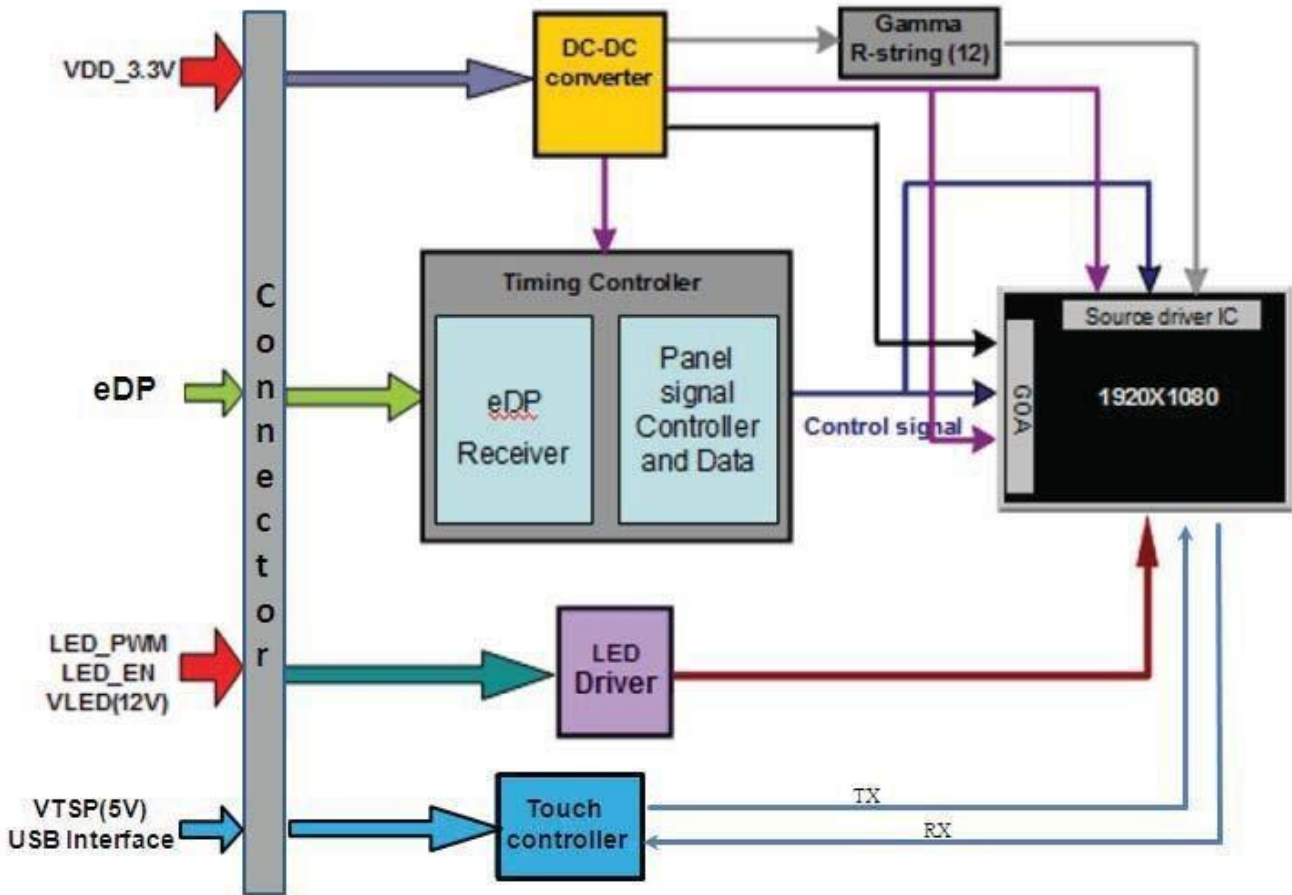 VDD_3.3V
eDP
LED_PWM
LED_EN
VLED(12V)
VTSP(5V)
USB Interface
Connector
DC-DC
converter
Gamma
R-string (12)
Timing Controller
eDP
Receiver
Panel
signal
Controller
and Data
Control signal
Source driver IC
GOA
1920X1080
LED
Driver
Touch
controller
TX
RX